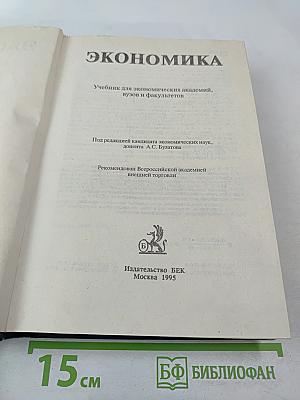 ЭКОНОМИКА
Учебник для экономических академий,
вузов и факультетов
Под редакцией кандидата экономических наук,
доцента А.С. Булатова
Рекомендован Всероссийской академией
внешней торговли
Б
Издательство БЕК
Москва 1995
15 см
БФ БИБЛИОФАН